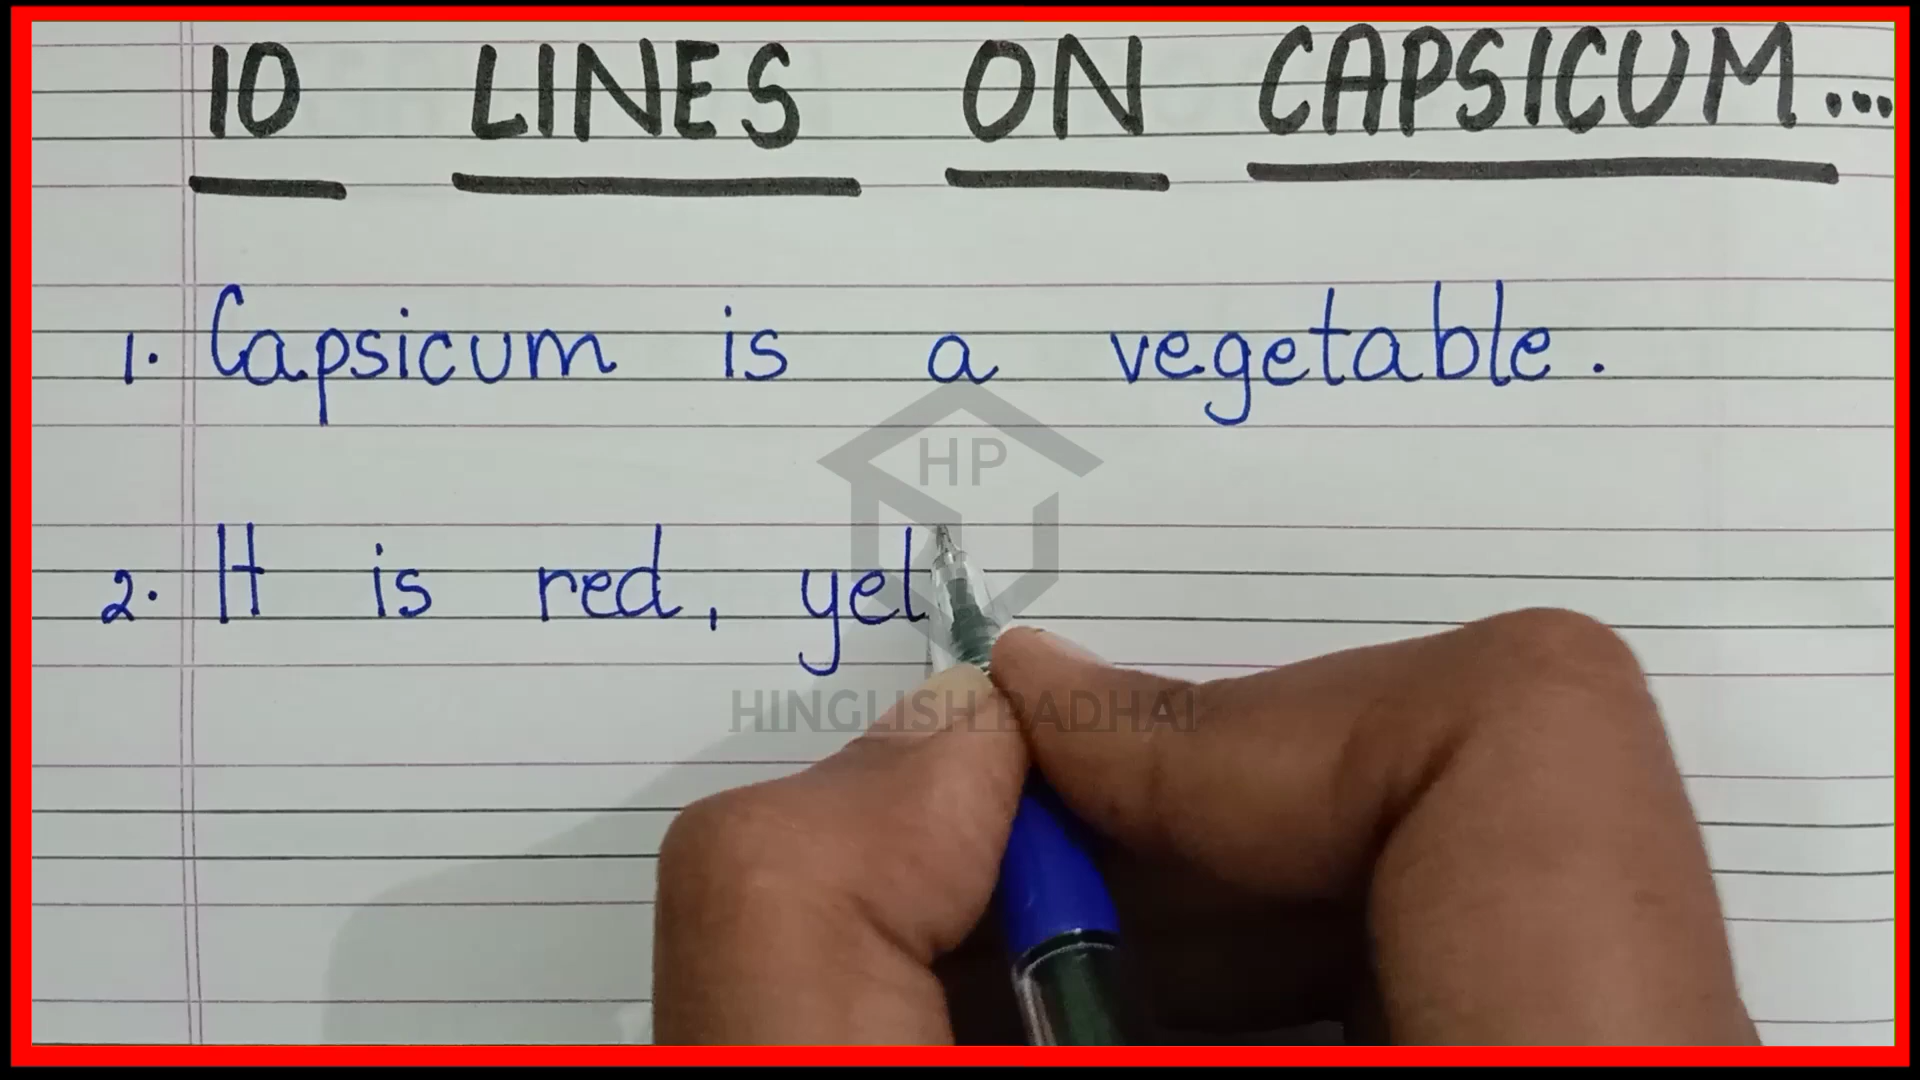 10 LINES ON CAPSICUM...
1. Capsicum is a vegetable.
HP
2. It is red, yel
HINGLISH PADHAI